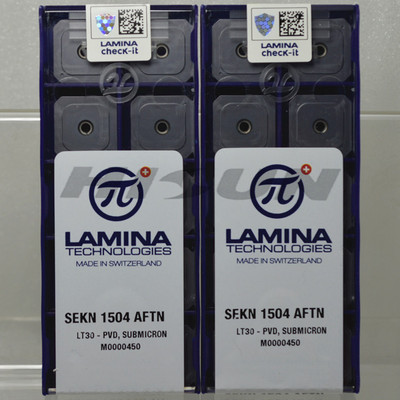 LAMINA
check-it
LAMINA
check-it
HISUN
π
LAMINA
TECHNOLOGIES
MADE IN SWITZERLAND
SEKN 1504 AFTN
LT30 - PVD, SUBMICRON
M0000450
π
LAMINA
TECHNOLOGIES
MADE IN SWITZERLAND
SEKN 1504 AFTN
LT30 - PVD, SUBMICRON
M0000450